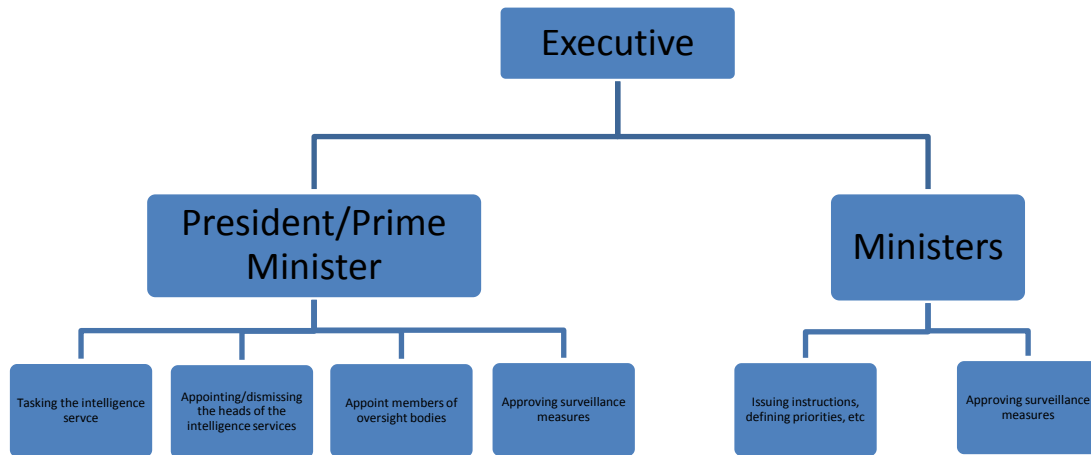 Executive
President/Prime
Minister
Ministers
Tasking the intelligence
servce
Appointing/dismissing
the heads of the
intelligence services
Appoint members of
oversight bodies
Approving surveillance
measures
Issuing instructions,
defining priorities, etc
Approving surveillance
measures